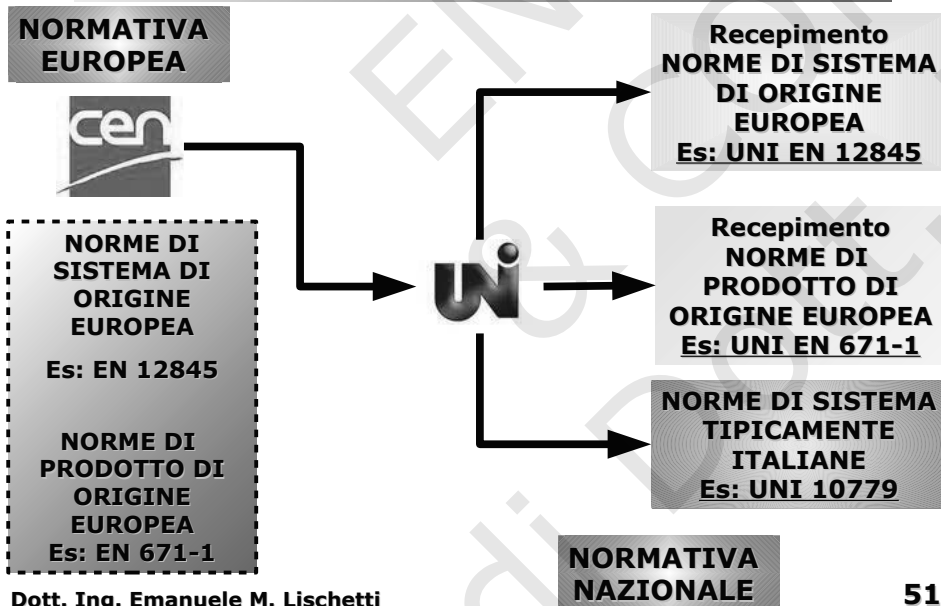 NORMATIVA
EUROPEA
cen
NORME DI
SISTEMA DI
ORIGINE
EUROPEA
Es: EN 12845
NORME DI
PRODOTTO DI
ORIGINE
EUROPEA
Es: EN 671-1
UNI
Recepimento
NORME DI SISTEMA
DI ORIGINE
EUROPEA
Es: UNI EN 12845
Recepimento
NORME DI
PRODOTTO DI
ORIGINE EUROPEA
Es: UNI EN 671-1
NORME DI SISTEMA
TIPICAMENTE
ITALIANE
Es: UNI 10779
NORMATIVA
NAZIONALE
Dott. Ing. Emanuele M. Lischetti
51
di Dott.
&